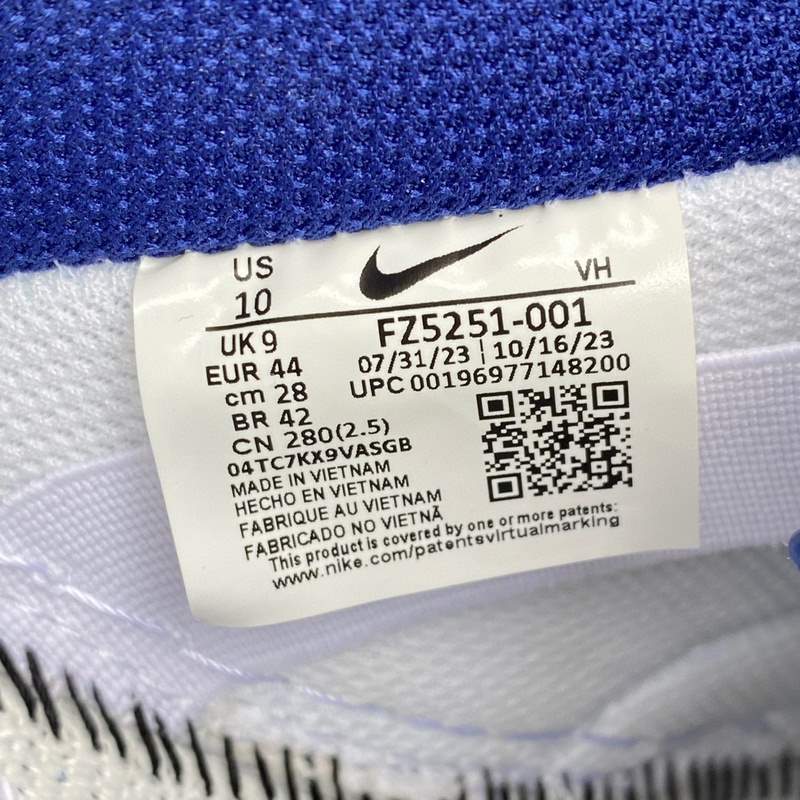 US
10
VH
UK 9
EUR 44
cm 28
BR 42
CN 280(2.5)
FZ5251-001
07/31/23 | 10/16/23
UPC 00196977148200
04TC7KX9VASGB
MADE IN VIETNAM
HECHO EN VIETNAM
FABRIQUE AU VIETNAM
FABRICADO NO VIETNÃ
This product is covered by one or more patents:
www.nike.com/patentsvirtualmarking